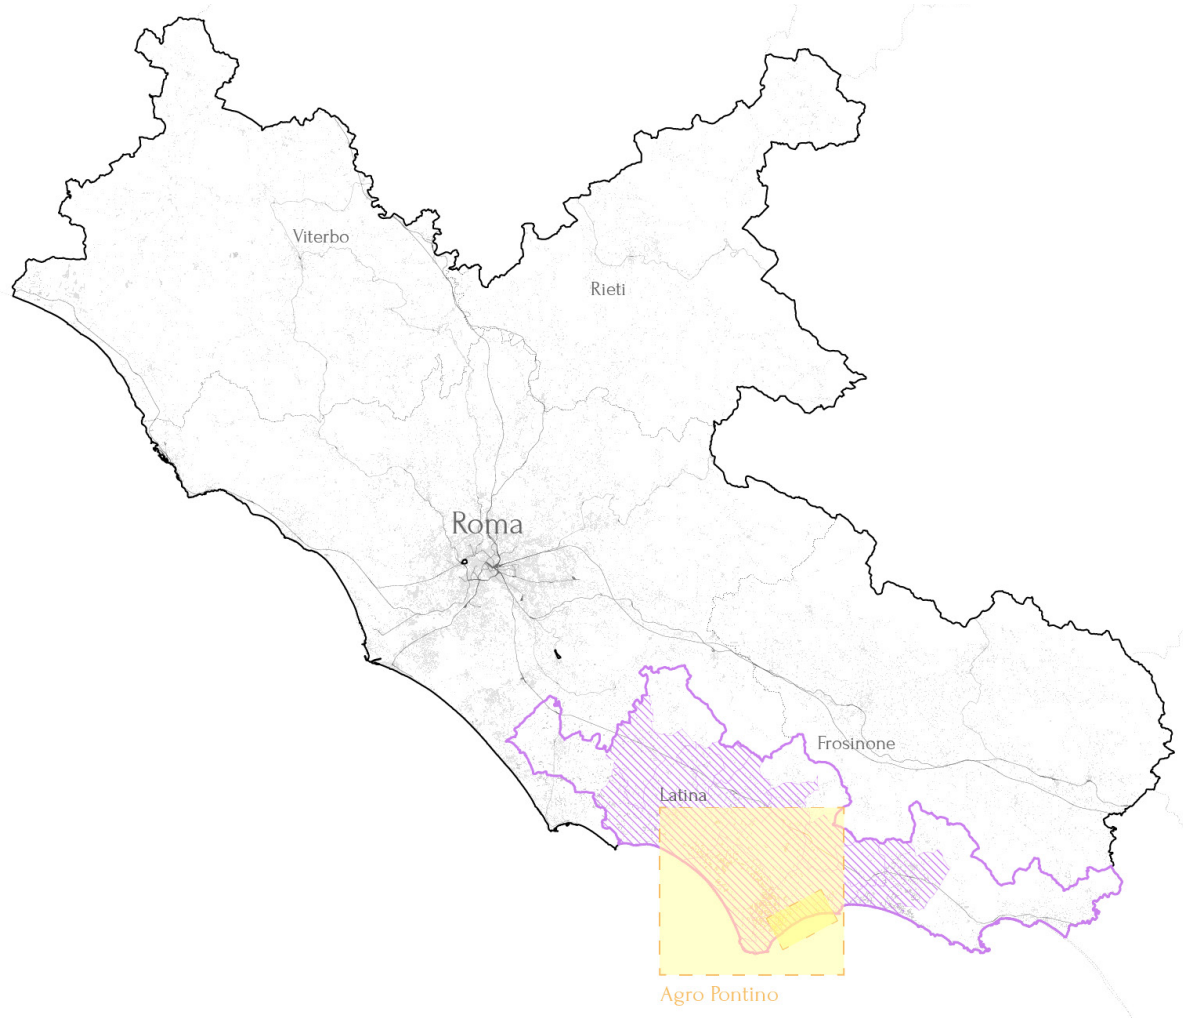 Viterbo
Rieti
Roma
Frosinone
Latina
Agro Pontino